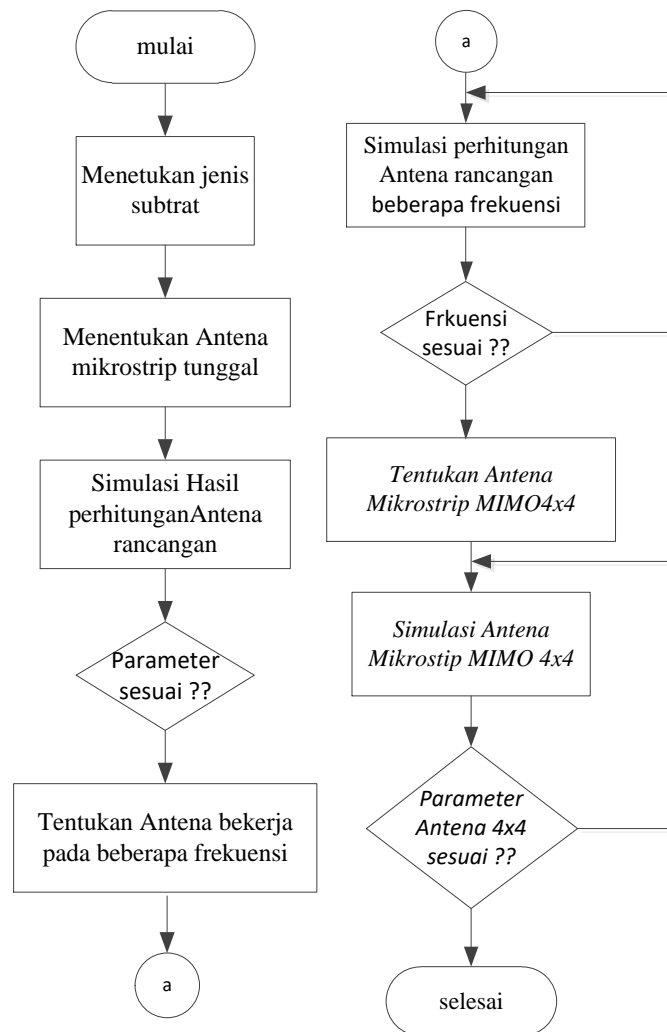 mulai
Menetukan jenis
subtrat
Menentukan Antena
mikrostrip tunggal
Simulasi Hasil
perhitunganAntena
rancangan
Parameter
sesuai ??
Tentukan Antena bekerja
pada beberapa frekuensi
a
a
Simulasi perhitungan
Antena rancangan
beberapa frekuensi
Frkuensi
sesuai ??
Tentukan Antena
Mikrostrip MIMO4x4
Simulasi Antena
Mikrostip MIMO 4x4
Parameter
Antena 4x4
sesuai ??
selesai